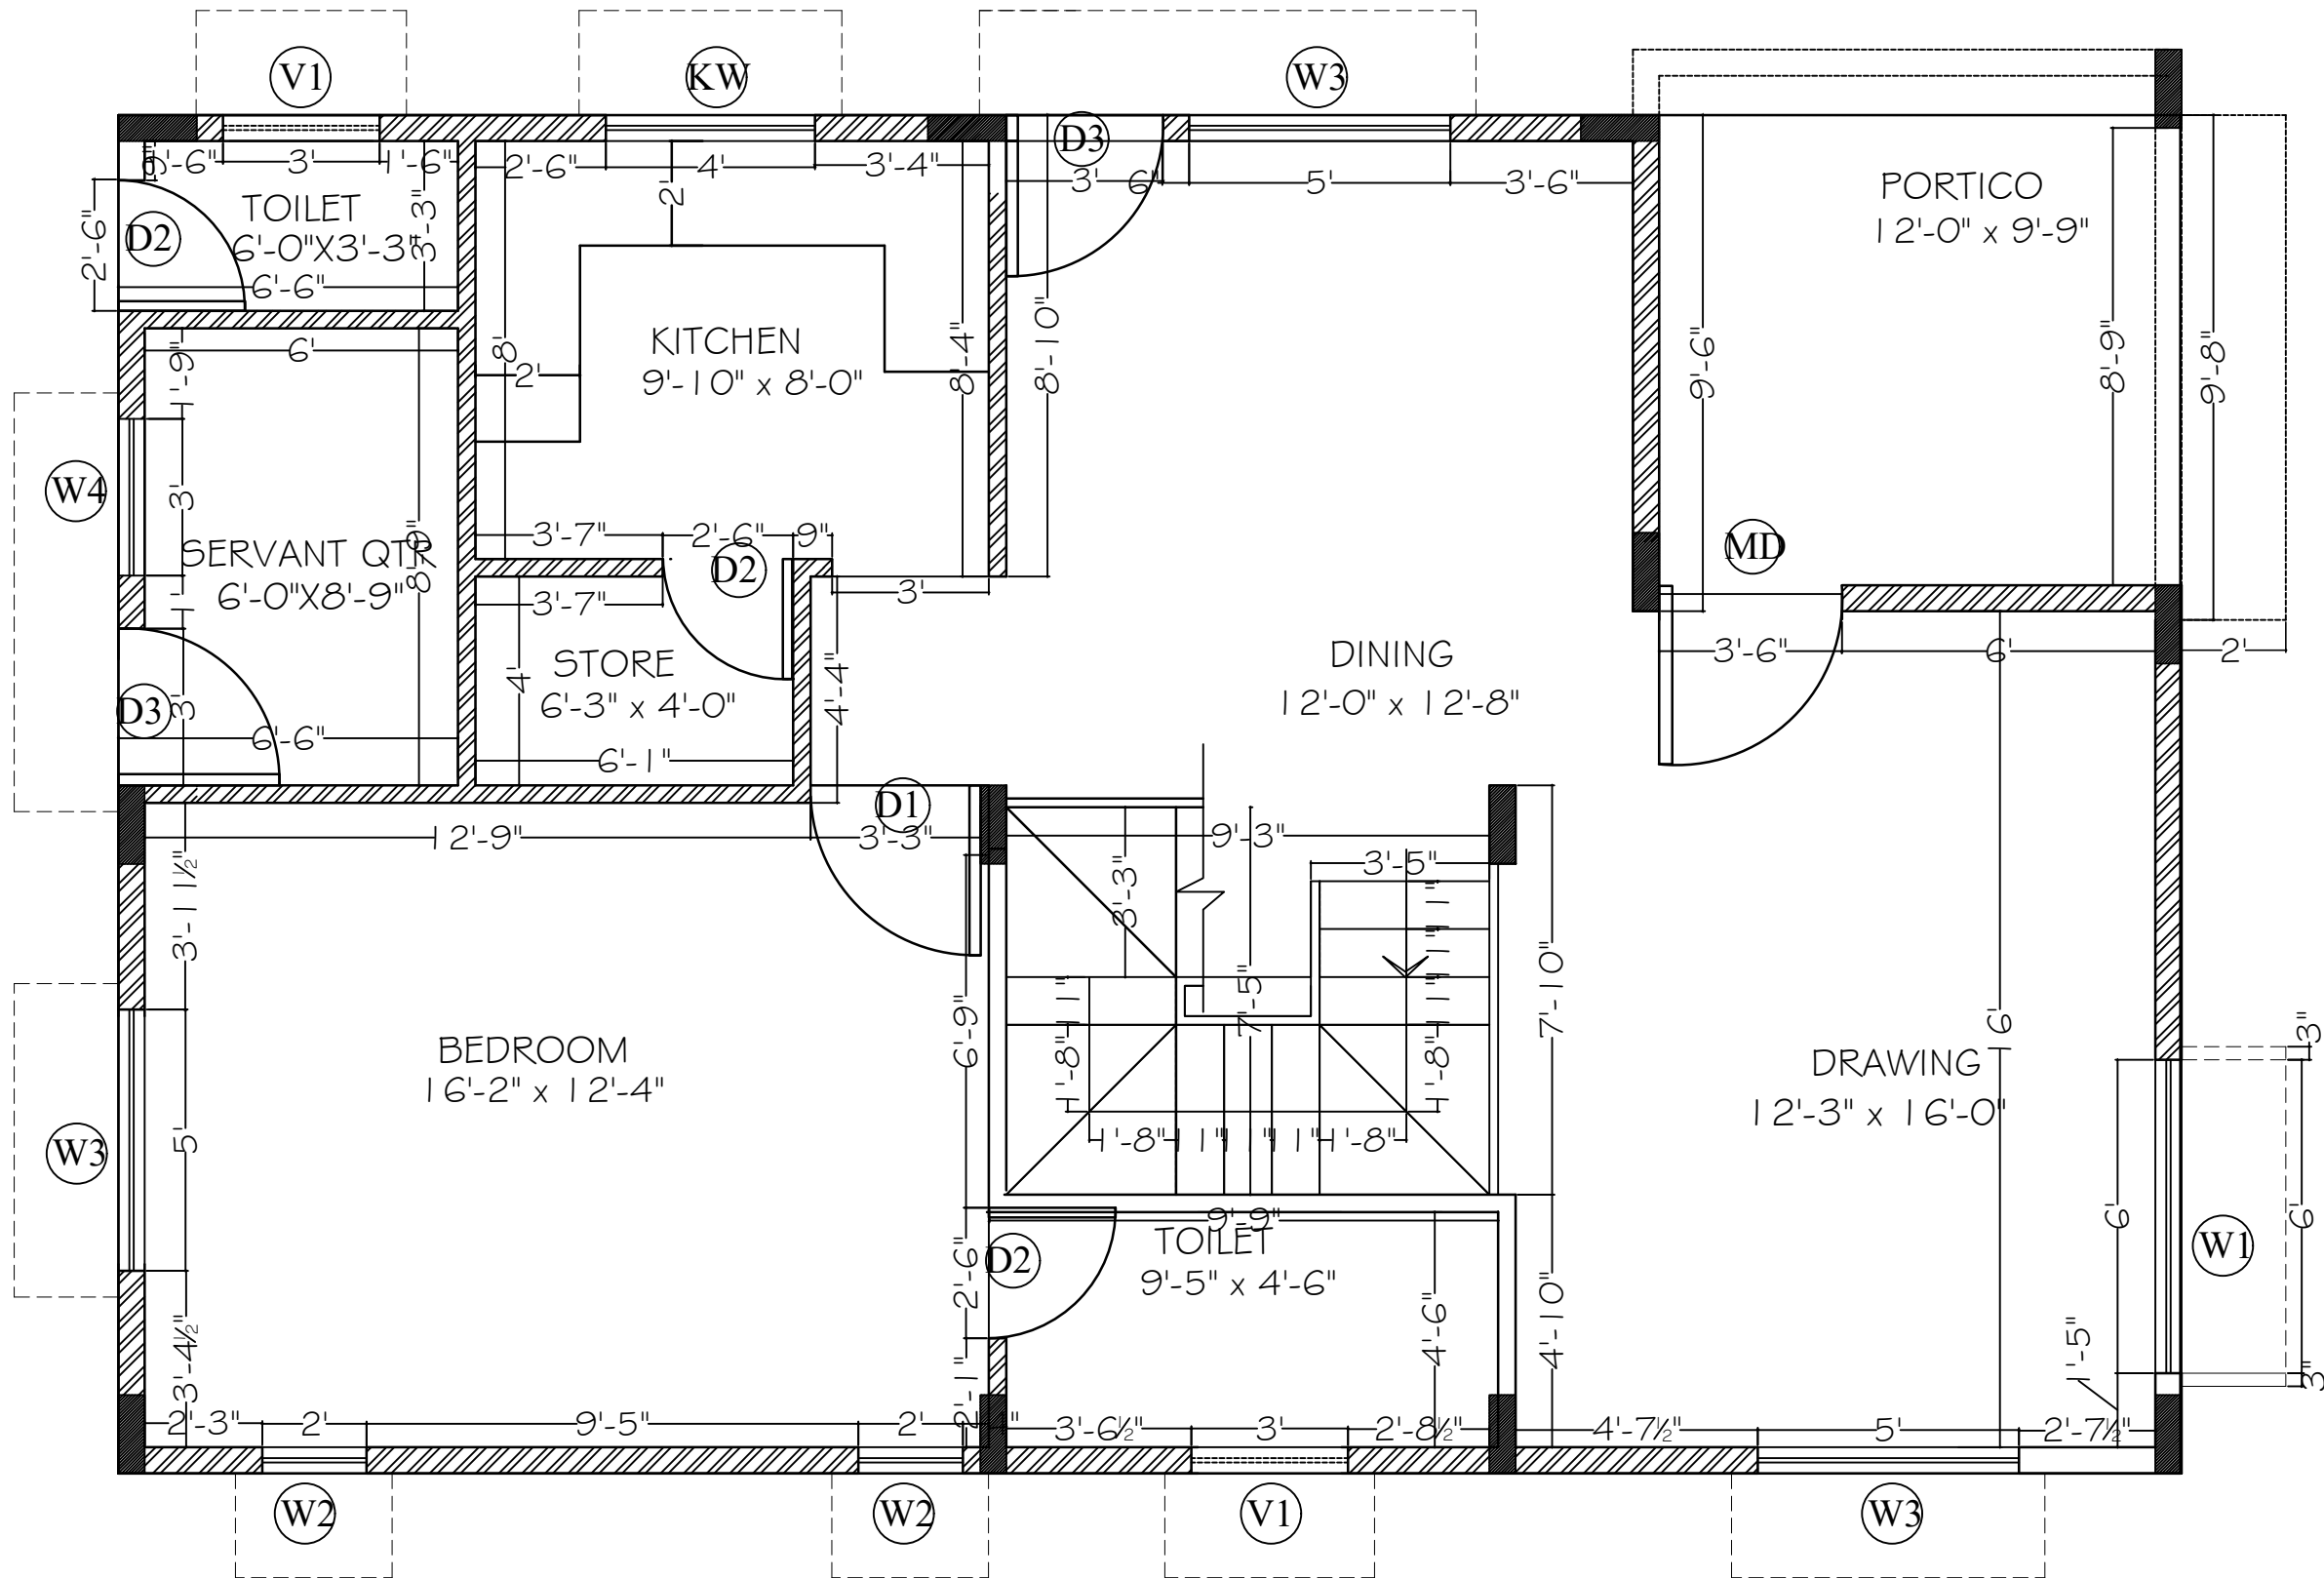 V1
KW
W3
D3
1'-6"
3'
1'-6"
2'-6"
4'
3'-4"
3'
6"
5'
3'-6"
2'
TOILET
6'-0"X3'-3"
3'-3"
D2
2'-6"
6'-6"
PORTICO
12'-0" x 9'-9"
6'
1'-9"
8'
2'
KITCHEN
9'-10" x 8'-0"
8'-4"
8'-10"
9'-6"
8'-9"
9'-8"
W4
3'
SERVANT QTR
6'-0"X8'-9"
8'-9"
1'
3'-7"
2'-6"
9"
D2
3'
MD
3'-7"
STORE
6'-3" x 4'-0"
4'
4'-4"
DINING
12'-0" x 12'-8"
3'-6"
6'
2'
D3
3'
6'-6"
6'-1"
D1
12'-9"
3'-3"
9'-3"
3'-5"
3'-1½"
3'-3"
11"
11"
11"
11"
7'-5"
7'-10"
6'-9"
1'-8"
1'-8"
16'
3"
BEDROOM
16'-2" x 12'-4"
DRAWING
12'-3" x 16'-0"
1'-8"
11"
11"
11"
1'-8"
W3
5'
9'-9"
TOILET
9'-5" x 4'-6"
D2
2'-6"
6'
6'
W1
4'-6"
4'-10"
1'-5"
3"
3'-4½"
2'-1"
2'-3"
2'
9'-5"
2'
3'-6½"
3'
2'-8½"
4'-7½"
5'
2'-7½"
W2
W2
V1
W3